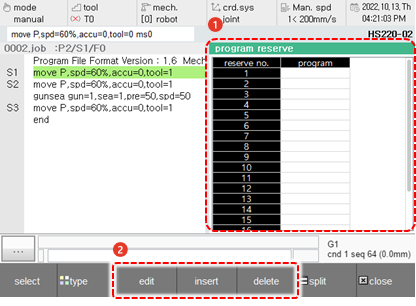 mode
manual
tool
T0
mech.
[0] robot
crd.sys
joint
Man. spd
1< 200mm/s
2022,10,13, Th
04:21:03 PM
1
move P,spd=60%,accu=0,tool=0 ms0
HS220-02
0002.job :P2/S1/F0
program reserve
Program File Format Version : 1,6 Mech
S1 move P,spd=60%,accu=0,tool=1
S2 move P,spd=60%,accu=0,tool=1
gunsea gun=1,sea=1,pre=50,spd=50
S3 move P,spd=60%,accu=0,tool=1
end
reserve no. program
1
2
3
4
5
6
7
8
9
10
11
12
13
14
15
16
2
...
G1
cnd 1 seq 64 (0.0mm)
select
type
edit
insert
delete
split
close